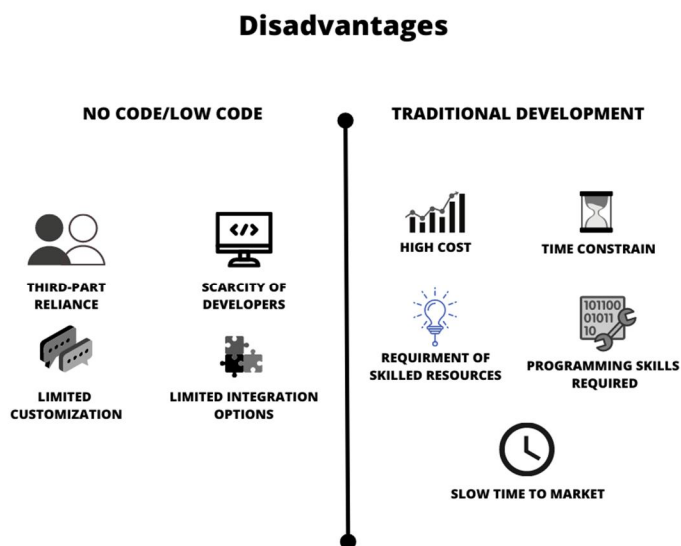 Disadvantages
NO CODE/LOW CODE
THIRD-PART
RELIANCE
</>
SCARCITY OF
DEVELOPERS
LIMITED
CUSTOMIZATION
LIMITED INTEGRATION
OPTIONS
TRADITIONAL DEVELOPMENT
HIGH COST
TIME CONSTRAIN
REQUIRMENT OF
SKILLED RESOURCES
101100
01011
10
PROGRAMMING SKILLS
REQUIRED
SLOW TIME TO MARKET